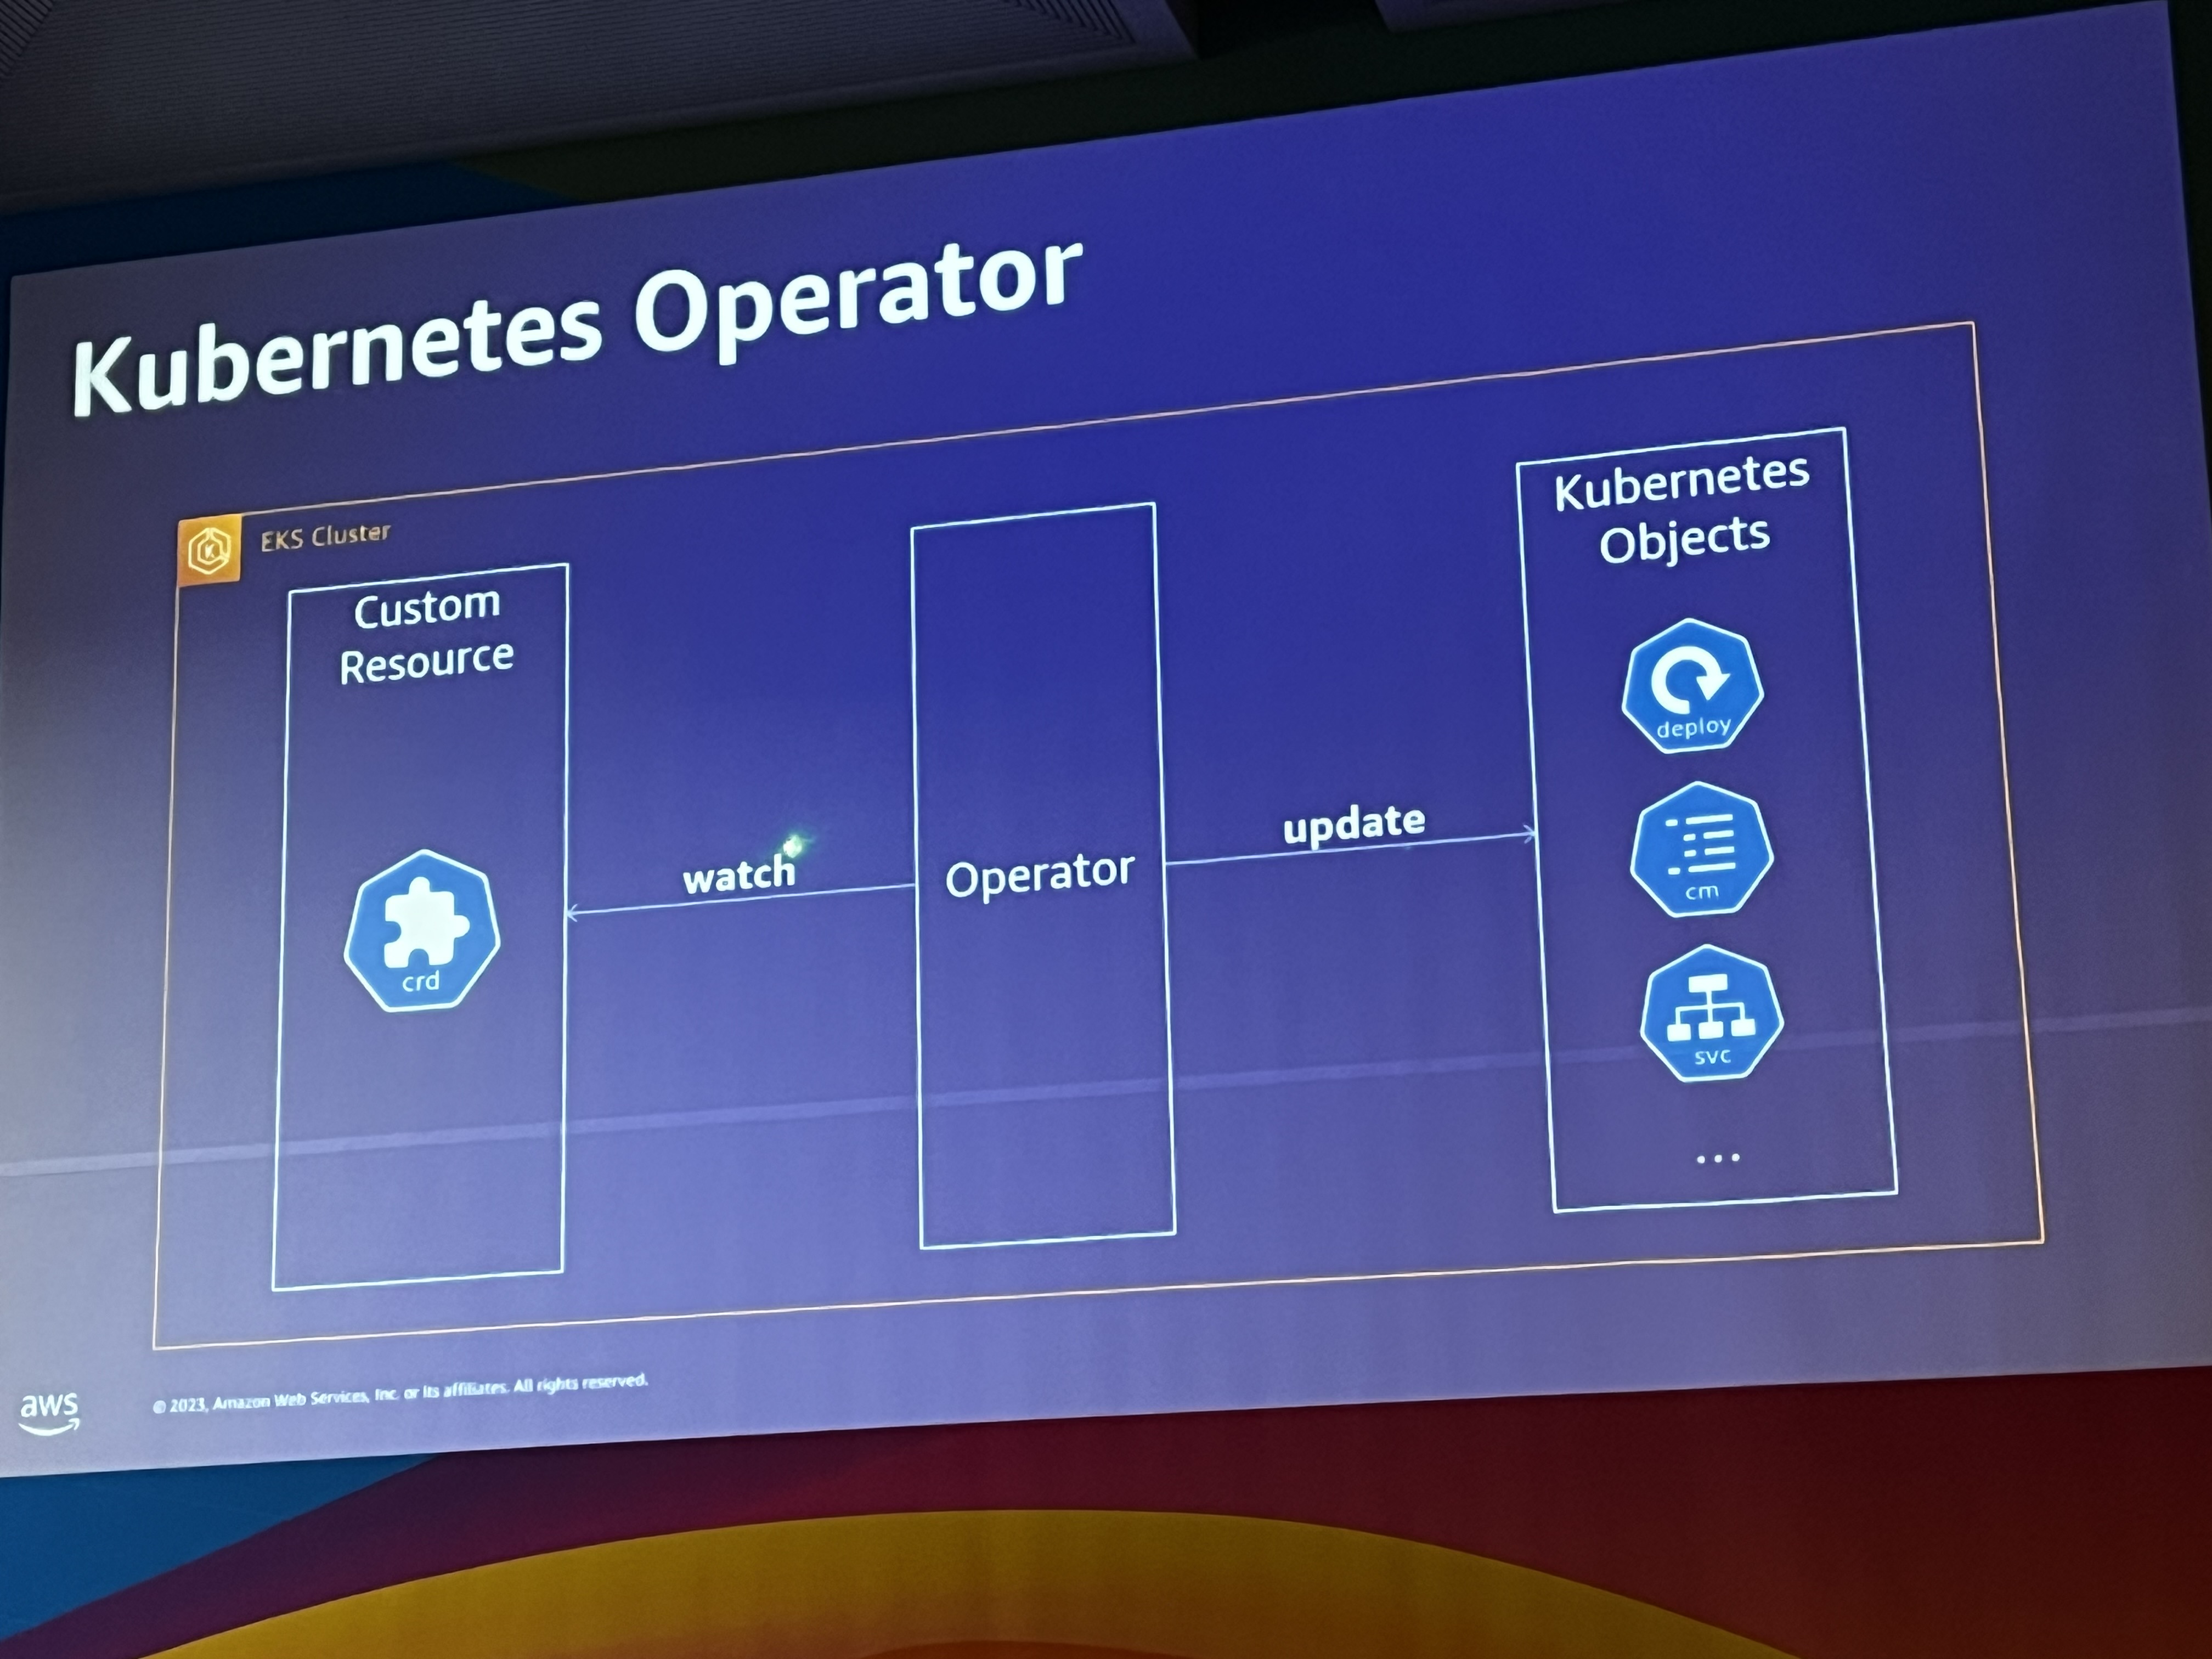 Kubernetes Operator
EKS Cluster
Custom
Resource
crd
watch
Operator
update
Kubernetes
Objects
deploy
cm
svc
...
aws
© 2023, Amazon Web Services, Inc. or its affiliates. All rights reserved.